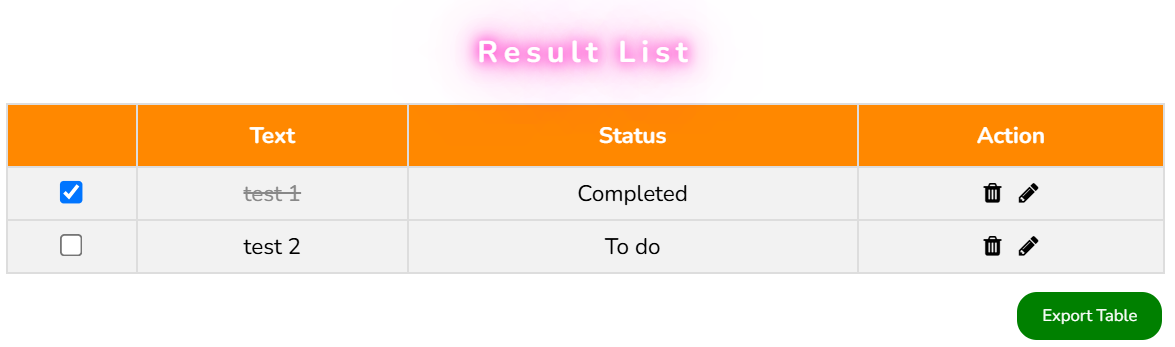 Result List
Text Status Action
test 1 Completed
test 2 To do
Export Table